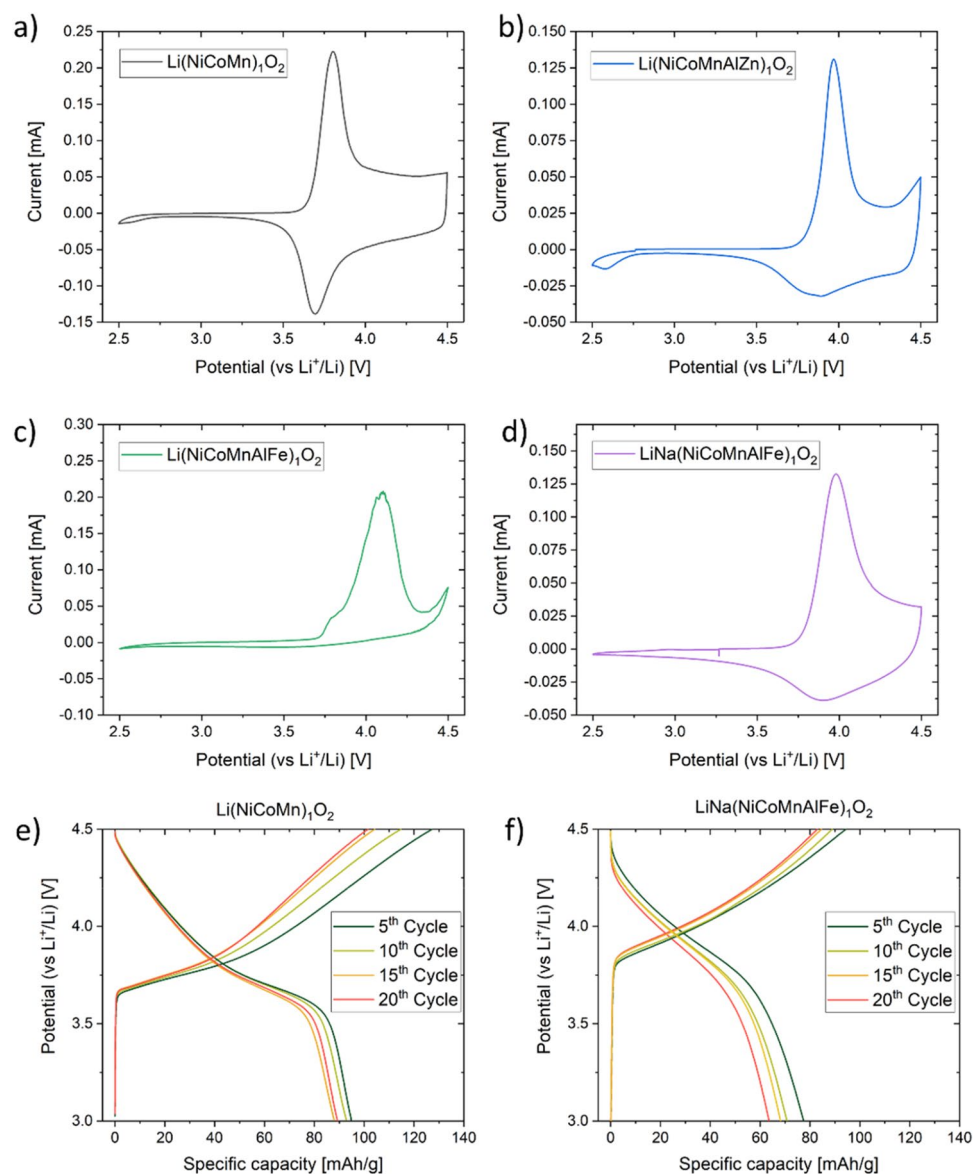 a)
Li(NiCoMn)₁O₂
0.25
0.20
0.15
0.10
0.05
0.00
-0.05
-0.10
-0.15
Current [mA]
2.5 3.0 3.5 4.0 4.5
Potential (vs Li⁺/Li) [V]
b)
Li(NiCoMnAlZn)₁O₂
0.150
0.125
0.100
0.075
0.050
0.025
0.000
-0.025
-0.050
Current [mA]
2.5 3.0 3.5 4.0 4.5
Potential (vs Li⁺/Li) [V]
c)
Li(NiCoMnAlFe)₁O₂
0.30
0.25
0.20
0.15
0.10
0.05
0.00
-0.05
-0.10
Current [mA]
2.5 3.0 3.5 4.0 4.5
Potential (vs Li⁺/Li) [V]
d)
LiNa(NiCoMnAlFe)₁O₂
0.150
0.125
0.100
0.075
0.050
0.025
0.000
-0.025
-0.050
Current [mA]
2.5 3.0 3.5 4.0 4.5
Potential (vs Li⁺/Li) [V]
e)
Li(NiCoMn)₁O₂
4.5
4.0
3.5
3.0
Potential (vs Li⁺/Li) [V]
5ᵗʰ Cycle
10ᵗʰ Cycle
15ᵗʰ Cycle
20ᵗʰ Cycle
0 20 40 60 80 100 120 140
Specific capacity [mAh/g]
f)
LiNa(NiCoMnAlFe)₁O₂
4.5
4.0
3.5
3.0
Potential (vs Li⁺/Li) [V]
5ᵗʰ Cycle
10ᵗʰ Cycle
15ᵗʰ Cycle
20ᵗʰ Cycle
0 20 40 60 80 100 120 140
Specific capacity [mAh/g]